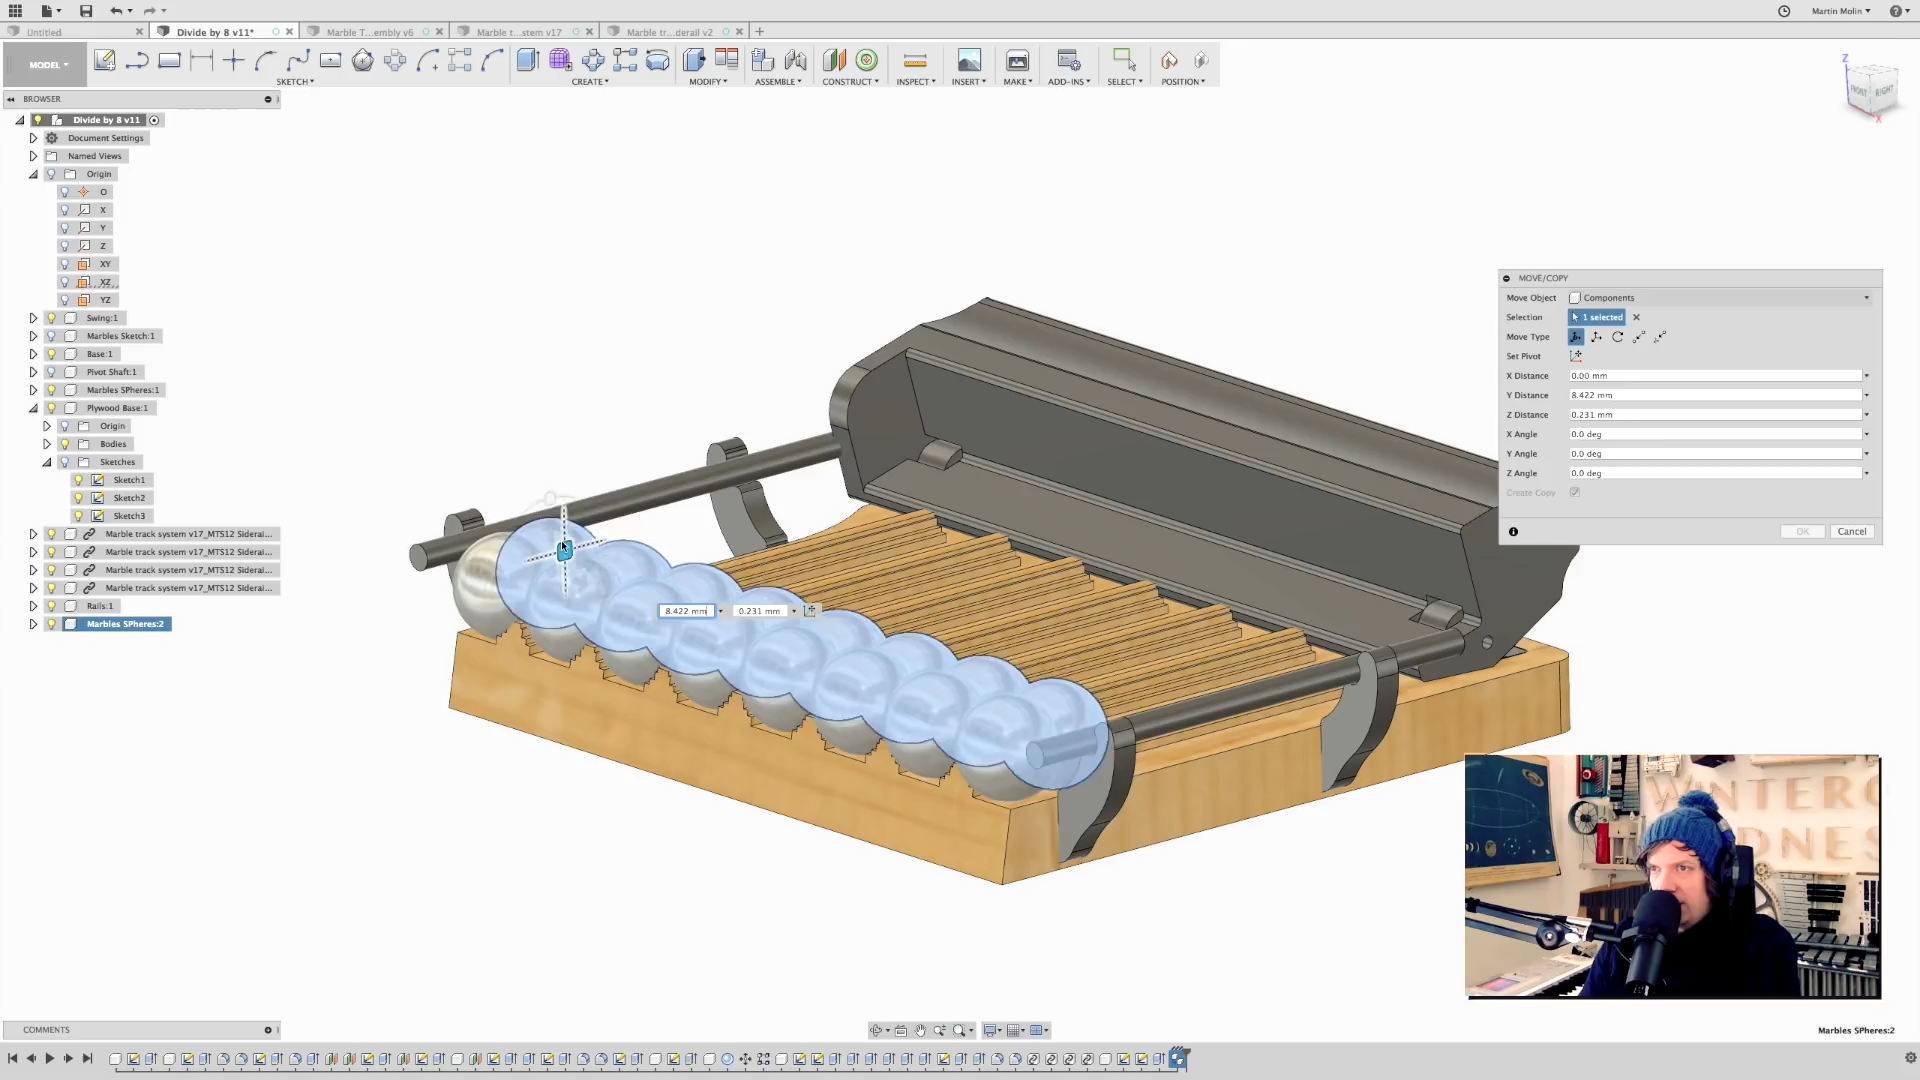 Martin Molin
Untitled
Divide by 8 v11*
Marble T...embly v6
Marble t...stem v17
Marble tr...derail v2
MODEL
SKETCH
CREATE
MODIFY
ASSEMBLE
CONSTRUCT
INSPECT
INSERT
MAKE
ADD-INS
SELECT
POSITION
Z
FRONT
RIGHT
X
BROWSER
Divide by 8 v11
Document Settings
Named Views
Origin
O
X
Y
Z
XY
XZ
YZ
Swing:1
Marbles Sketch:1
Base:1
Pivot Shaft:1
Marbles SPheres:1
Plywood Base:1
Origin
Bodies
Sketches
Sketch1
Sketch2
Sketch3
Marble track system v17_MTS12 Siderai...
Marble track system v17_MTS12 Siderai...
Marble track system v17_MTS12 Siderai...
Marble track system v17_MTS12 Siderai...
Rails:1
Marbles SPheres:2
8.422 mm
0.231 mm
MOVE/COPY
Move Object
Components
Selection
1 selected
Move Type
Set Pivot
X Distance
0.00 mm
Y Distance
8.422 mm
Z Distance
0.231 mm
X Angle
0.0 deg
Y Angle
0.0 deg
Z Angle
0.0 deg
Create Copy
OK
Cancel
WINTERG
DNES
COMMENTS
Marbles SPheres:2